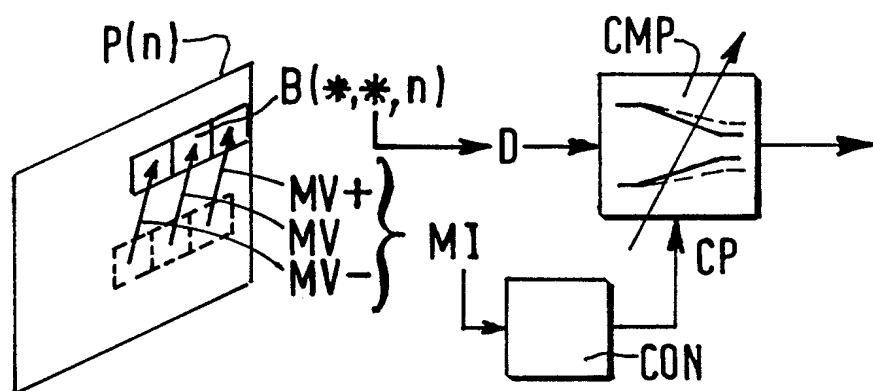 P(n)
CMP
B(*,*,n)
D
MV+
MV
MV-
MI
CP
CON